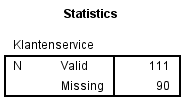 Statistics
Klantenservice
N Valid 111
Missing 90